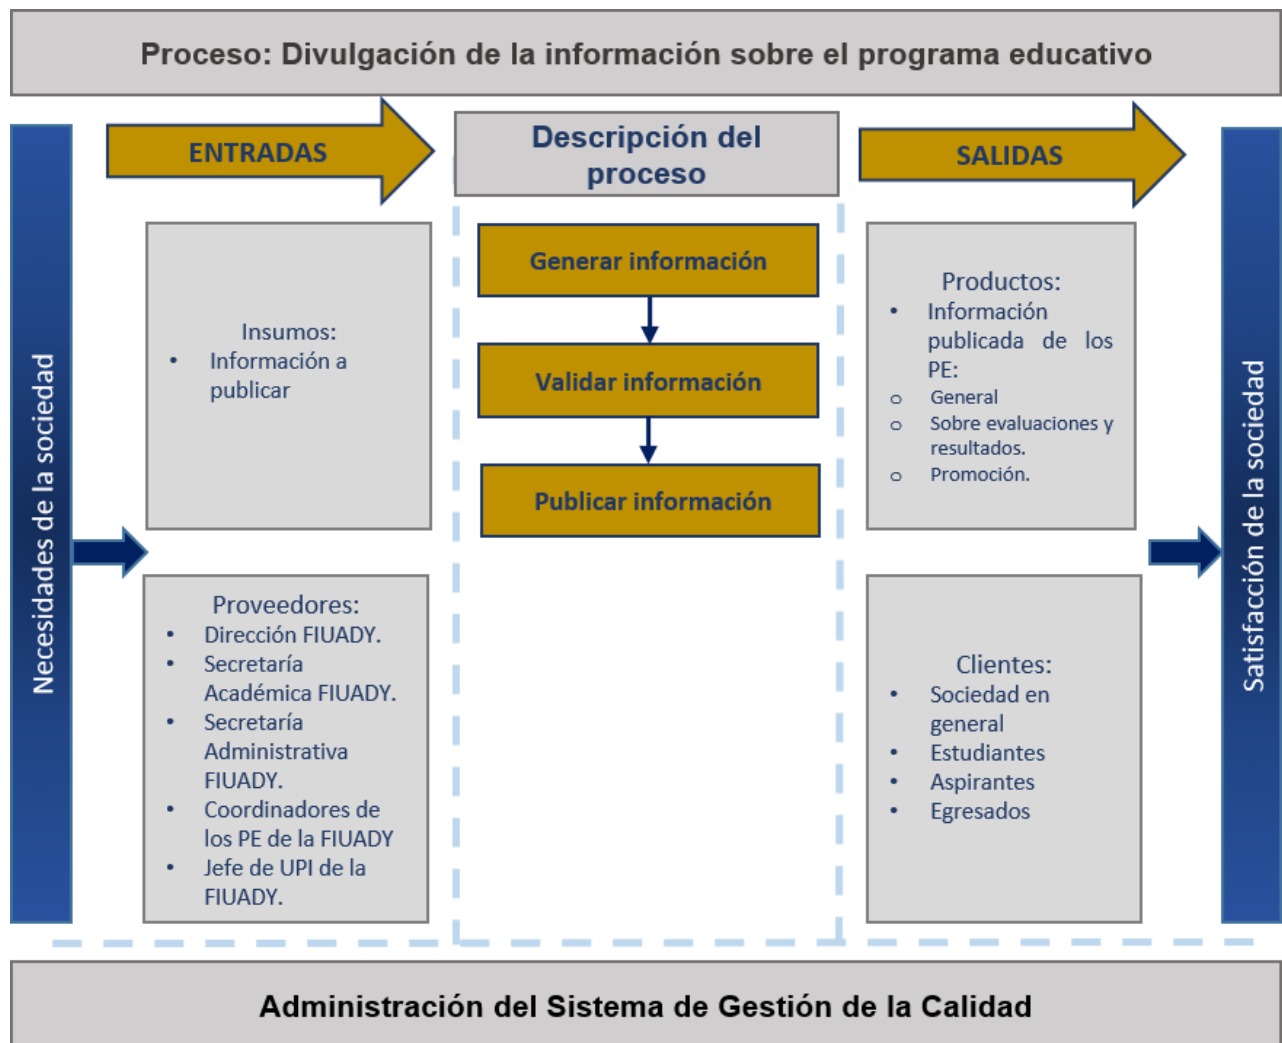 Proceso: Divulgación de la información sobre el programa educativo
Necesidades de la sociedad
ENTRADAS
Insumos:
• Información a
publicar
Proveedores:
• Dirección FIUADY.
• Secretaría
Académica FIUADY.
• Secretaría
Administrativa
FIUADY.
• Coordinadores de
los PE de la FIUADY
• Jefe de UPI de la
FIUADY.
Descripción del
proceso
Generar información
Validar información
Publicar información
SALIDAS
Productos:
• Información
publicada de los
PE:
o General
o Sobre evaluaciones y
resultados.
o Promoción.
Clientes:
• Sociedad en
general
• Estudiantes
• Aspirantes
• Egresados
Satisfacción de la sociedad
Administración del Sistema de Gestión de la Calidad